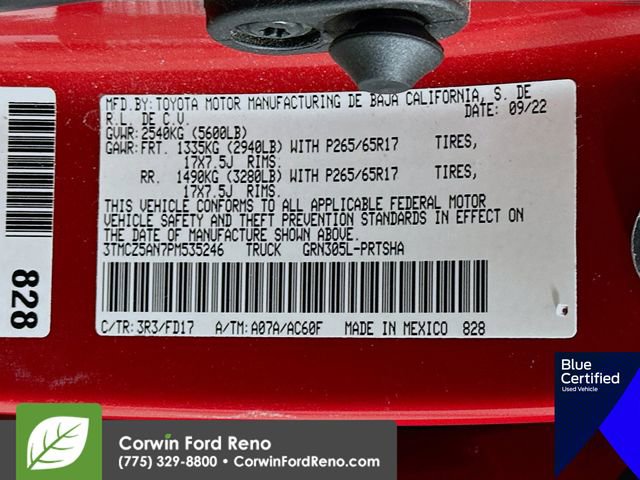 MFD.BY:TOYOTA MOTOR MANUFACTURING DE BAJA CALIFORNIA, S. DE
R.L. DE C.V. DATE: 09/22
GVWR: 2540KG (5600LB)
GAWR: FRT. 1335KG (2940LB) WITH P265/65R17 TIRES,
17X7.5J RIMS.
RR. 1490KG (3280LB) WITH P265/65R17 TIRES,
17X7.5J RIMS.
THIS VEHICLE CONFORMS TO ALL APPLICABLE FEDERAL MOTOR
VEHICLE SAFETY AND THEFT PREVENTION STANDARDS IN EFFECT ON
THE DATE OF MANUFACTURE SHOWN ABOVE.
3TMCZ5AN7PM535246 TRUCK GRN305L-PRTSHA
C/TR: 3R3/FD17 A/TM: A07A/AC60F MADE IN MEXICO 828
828
Blue
Certified
Used Vehicle
Corwin Ford Reno
(775) 329-8800 • CorwinFordReno.com